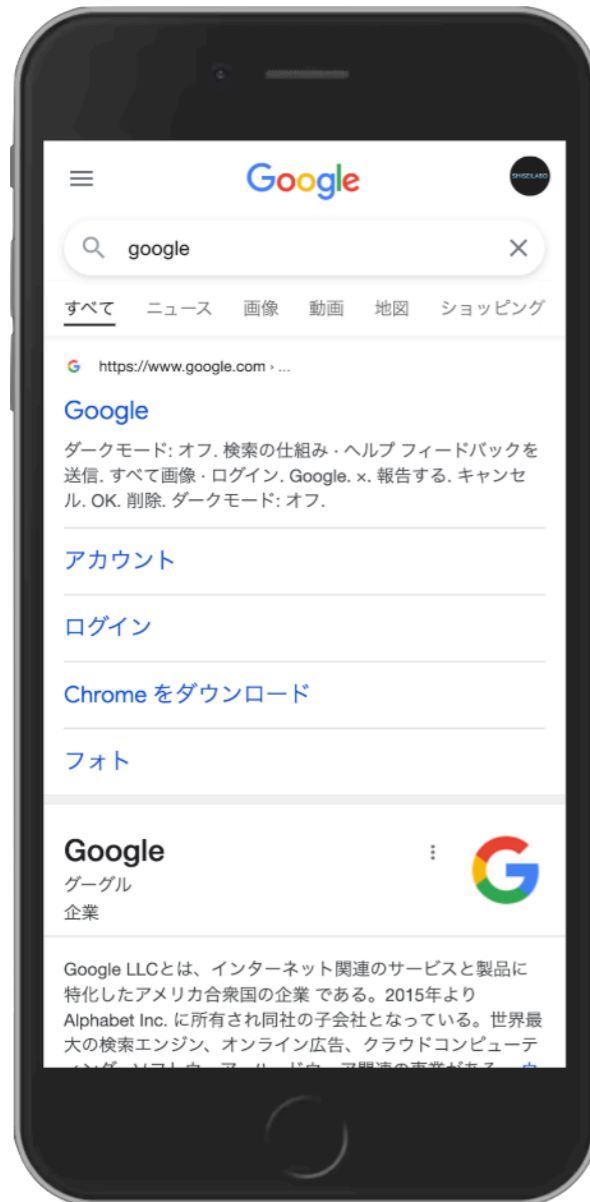 Google
SHISEILABO
google
すべて ニュース 画像 動画 地図 ショッピング
https://www.google.com › ...
Google
ダークモード: オフ. 検索の仕組み · ヘルプ フィードバックを
送信. すべて画像 · ログイン. Google. ×. 報告する. キャンセ
ル. OK. 削除. ダークモード: オフ.
アカウント
ログイン
Chrome をダウンロード
フォト
Google
グーグル
企業
Google LLCとは、インターネット関連のサービスと製品に
特化したアメリカ合衆国の企業 である。2015年より
Alphabet Inc. に所有され同社の子会社となっている。世界最
大の検索エンジン、オンライン広告、クラウドコンピューテ